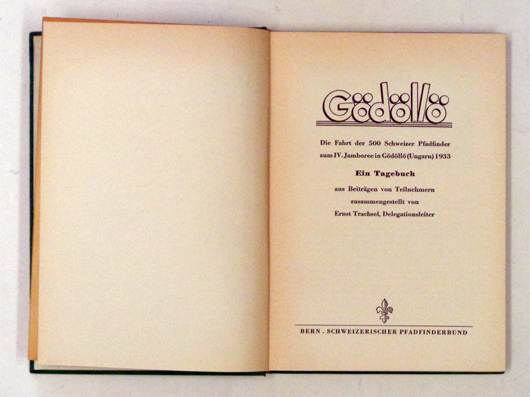 Gödöllö
Die Fahrt der 500 Schweizer Pfadfinder
zum IV. Jamboree in Gödöllö (Ungarn) 1933
Ein Tagebuch
aus Beiträgen von Teilnehmern
zusammengestellt von
Ernst Trachsel, Delegationsleiter
BERN . SCHWEIZERISCHER PFADFINDERBUND